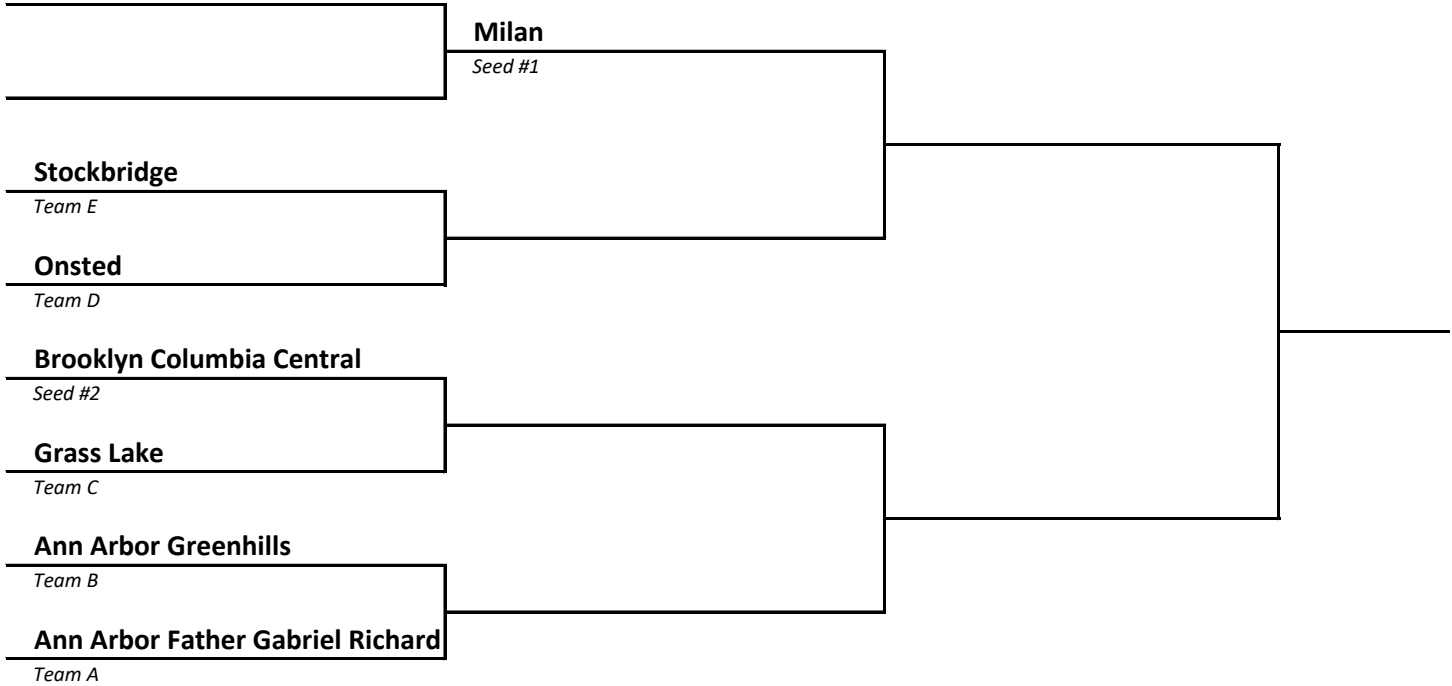 Milan
Seed #1
Stockbridge
Team E
Onsted
Team D
Brooklyn Columbia Central
Seed #2
Grass Lake
Team C
Ann Arbor Greenhills
Team B
Ann Arbor Father Gabriel Richard
Team A